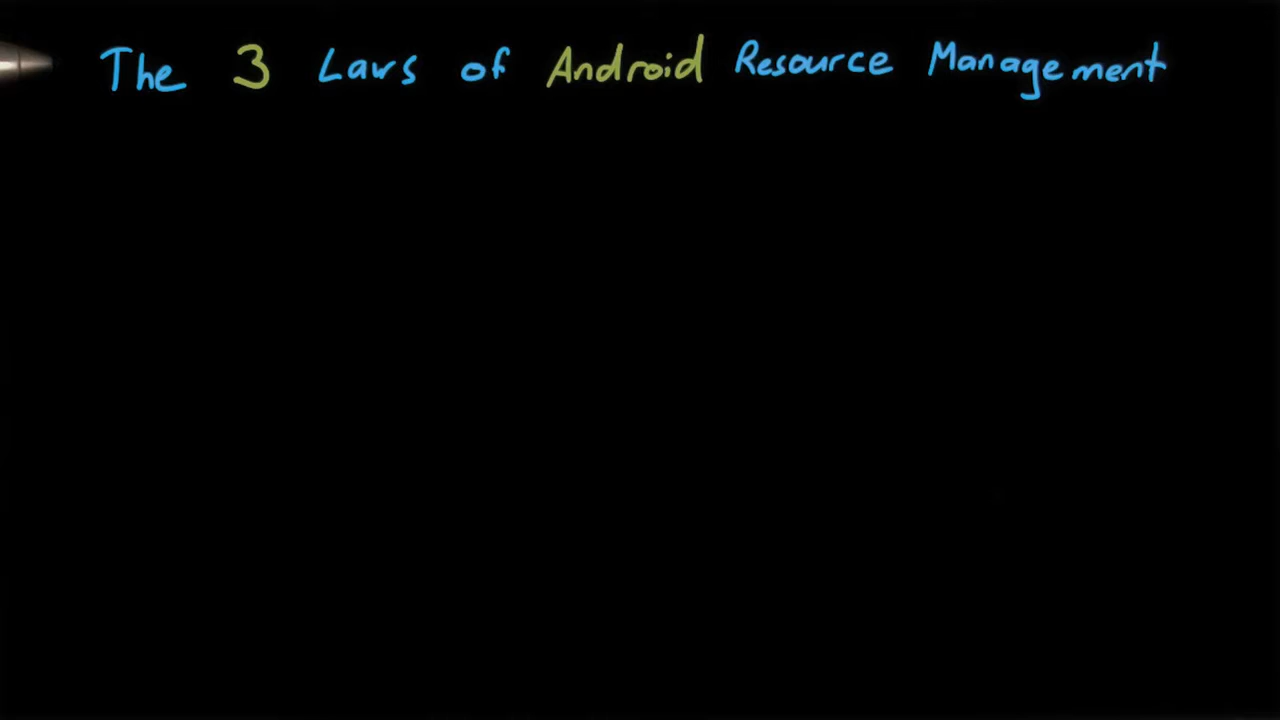 The 3 Laws of Android Resource Management